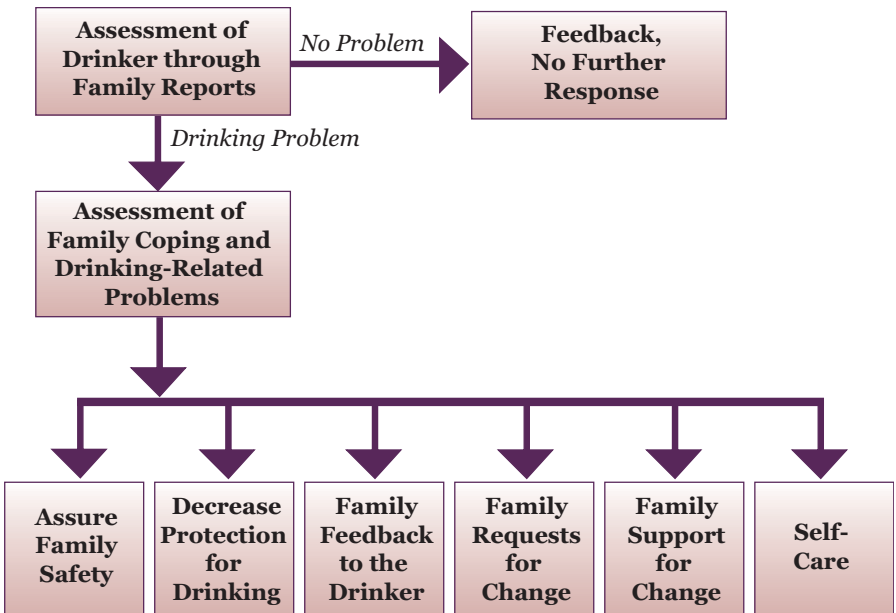 Assessment of
Drinker through
Family Reports
No Problem
Feedback,
No Further
Response
Drinking Problem
Assessment of
Family Coping and
Drinking-Related
Problems
Assure
Family
Safety
Decrease
Protection
for
Drinking
Family
Feedback
to the
Drinker
Family
Requests
for
Change
Family
Support
for
Change
Self-
Care